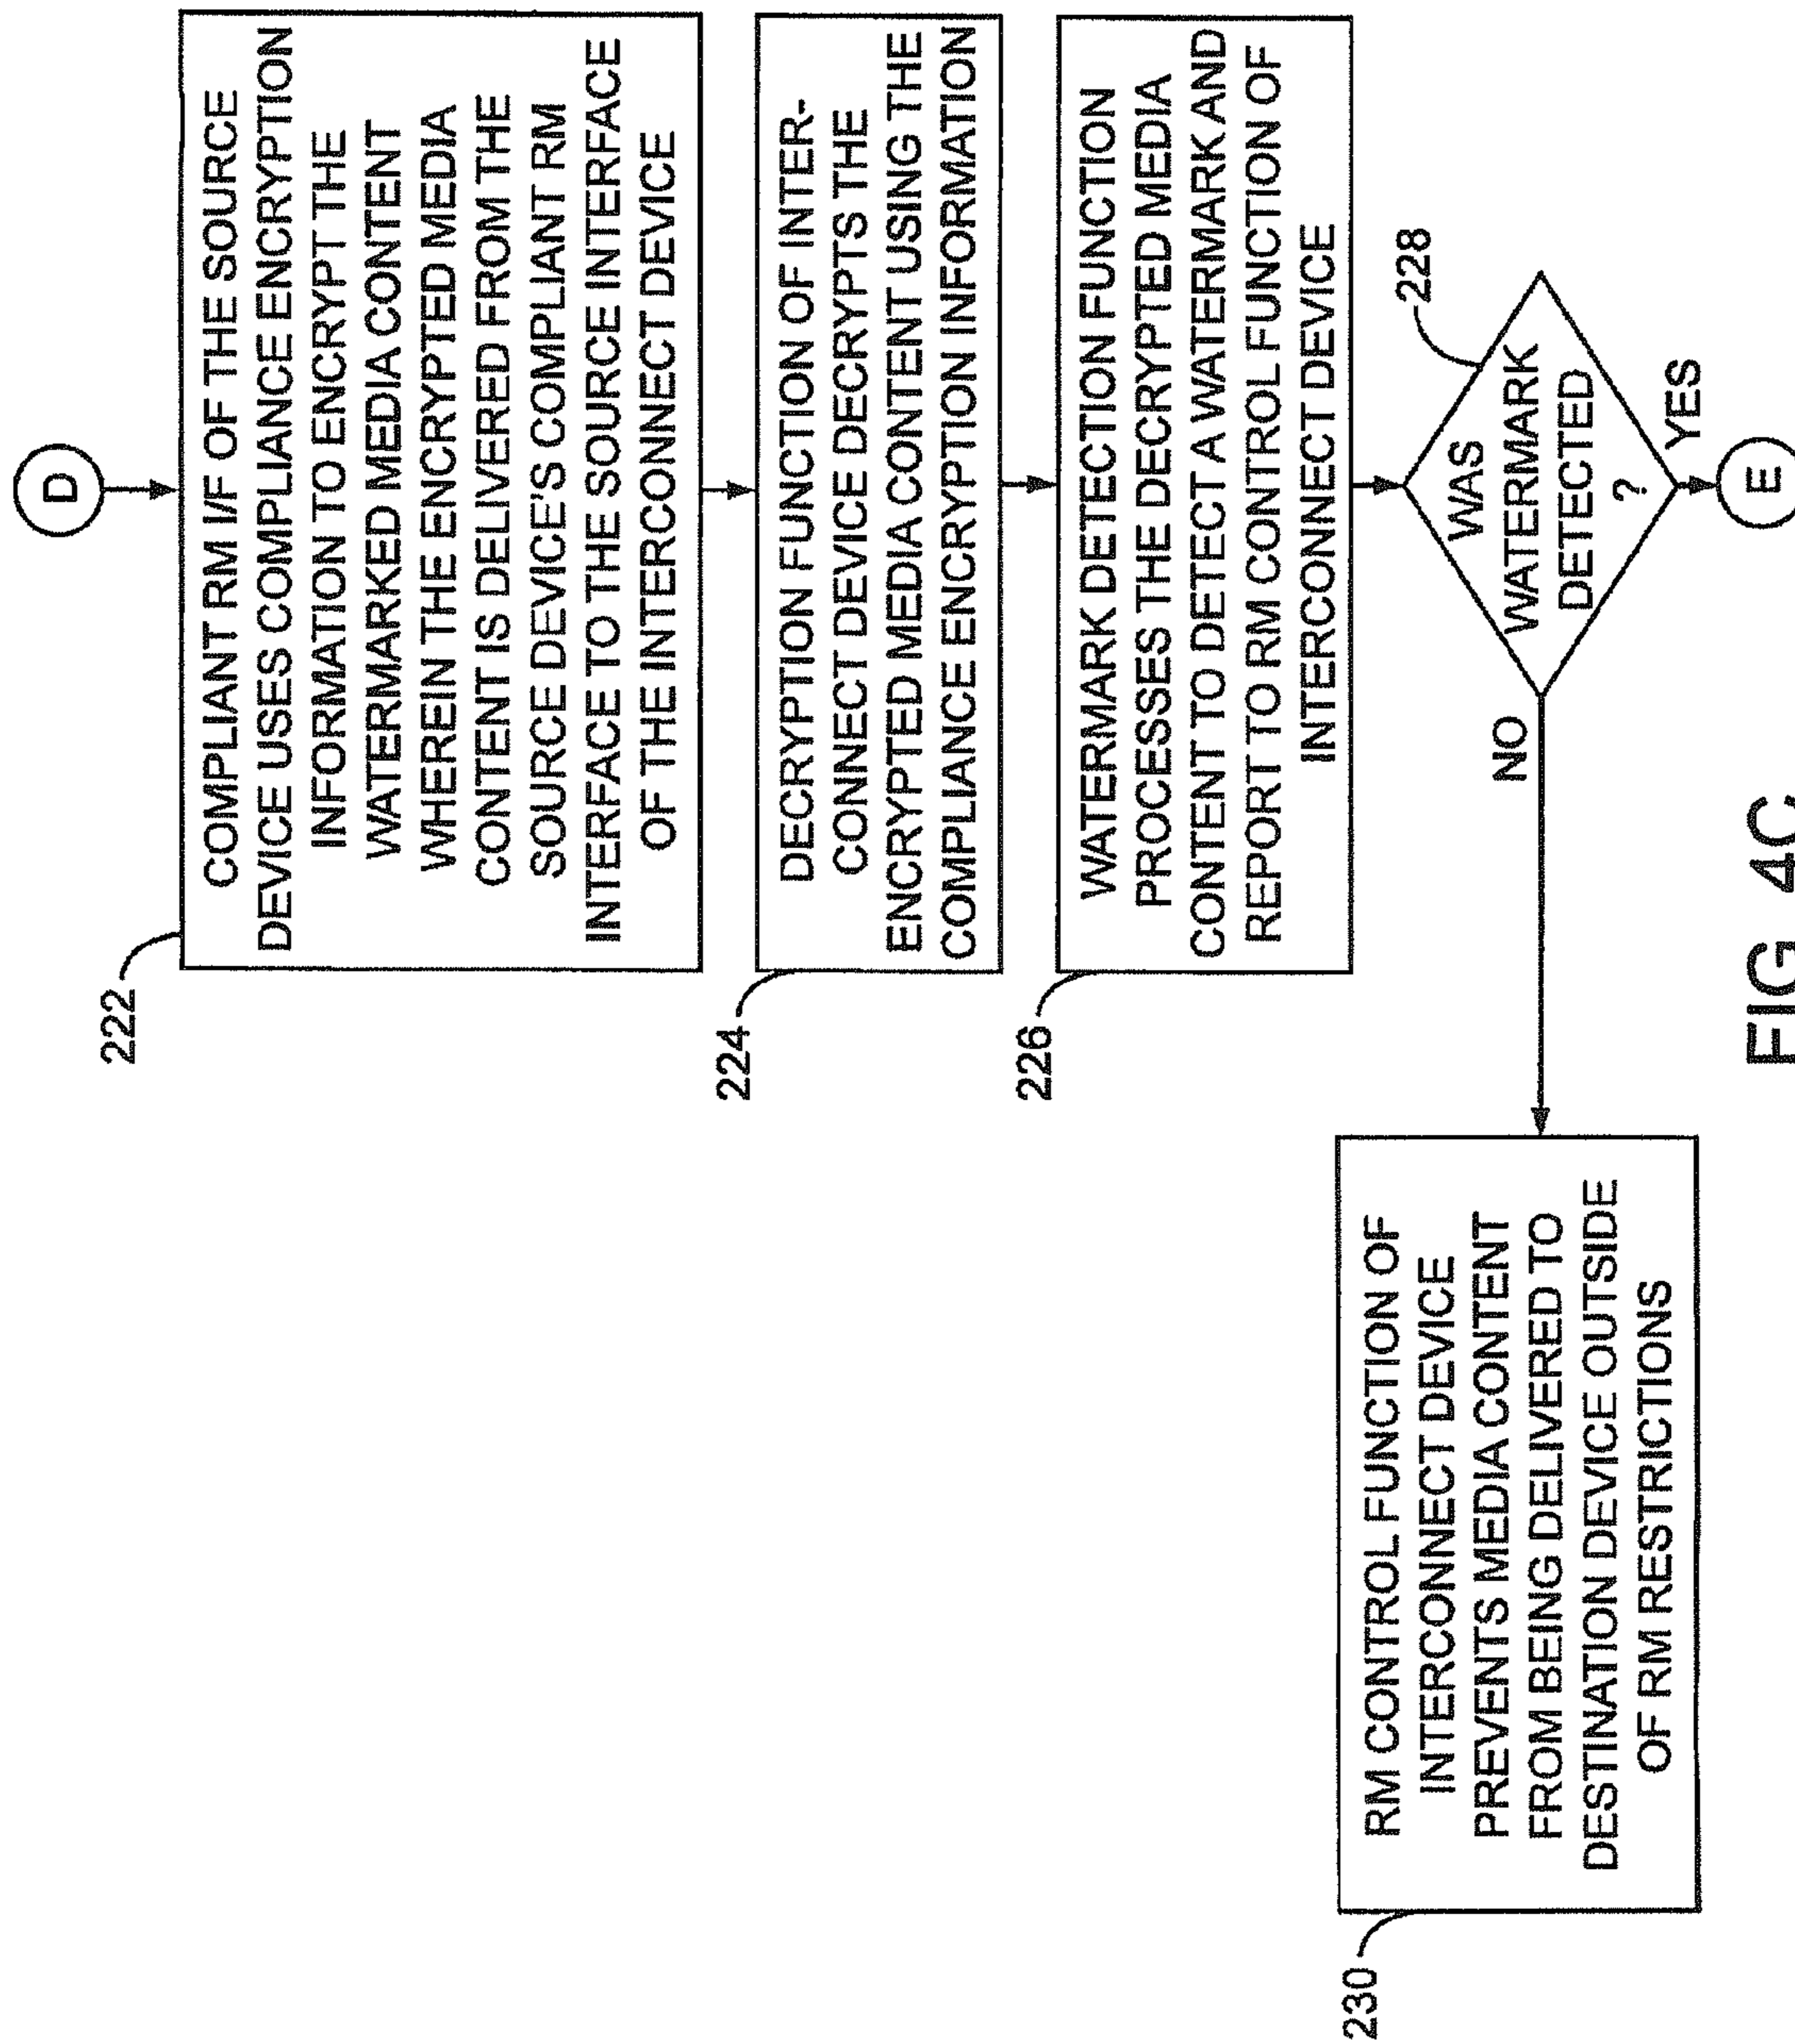 D
222
COMPLIANT RM I/F OF THE SOURCE
DEVICE USES COMPLIANCE ENCRYPTION
INFORMATION TO ENCRYPT THE
WATERMARKED MEDIA CONTENT
WHEREIN THE ENCRYPTED MEDIA
CONTENT IS DELIVERED FROM THE
SOURCE DEVICE'S COMPLIANT RM
INTERFACE TO THE SOURCE INTERFACE
OF THE INTERCONNECT DEVICE
224
DECRYPTION FUNCTION OF INTER-
CONNECT DEVICE DECRYPTS THE
ENCRYPTED MEDIA CONTENT USING THE
COMPLIANCE ENCRYPTION INFORMATION
226
WATERMARK DETECTION FUNCTION
PROCESSES THE DECRYPTED MEDIA
CONTENT TO DETECT A WATERMARK AND
REPORT TO RM CONTROL FUNCTION OF
INTERCONNECT DEVICE
228
WAS
WATERMARK
DETECTED
?
NO
YES
E
230
RM CONTROL FUNCTION OF
INTERCONNECT DEVICE
PREVENTS MEDIA CONTENT
FROM BEING DELIVERED TO
DESTINATION DEVICE OUTSIDE
OF RM RESTRICTIONS
FIG 4C